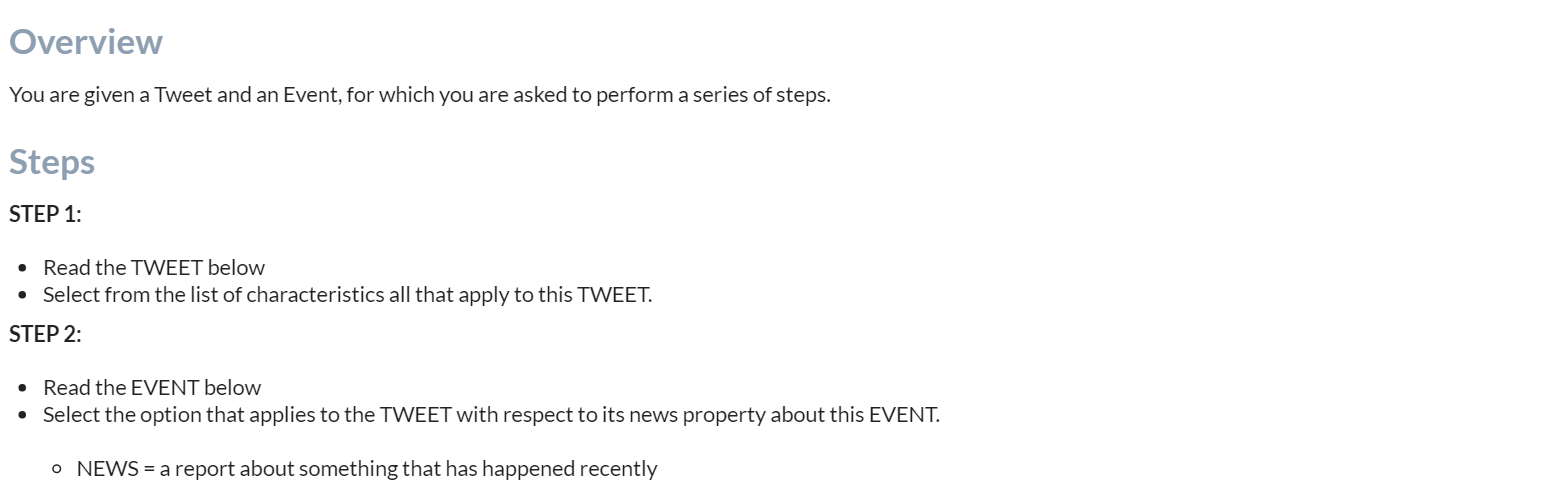 Overview
You are given a Tweet and an Event, for which you are asked to perform a series of steps.
Steps
STEP 1:
• Read the TWEET below
• Select from the list of characteristics all that apply to this TWEET.
STEP 2:
• Read the EVENT below
• Select the option that applies to the TWEET with respect to its news property about this EVENT.
◦ NEWS = a report about something that has happened recently